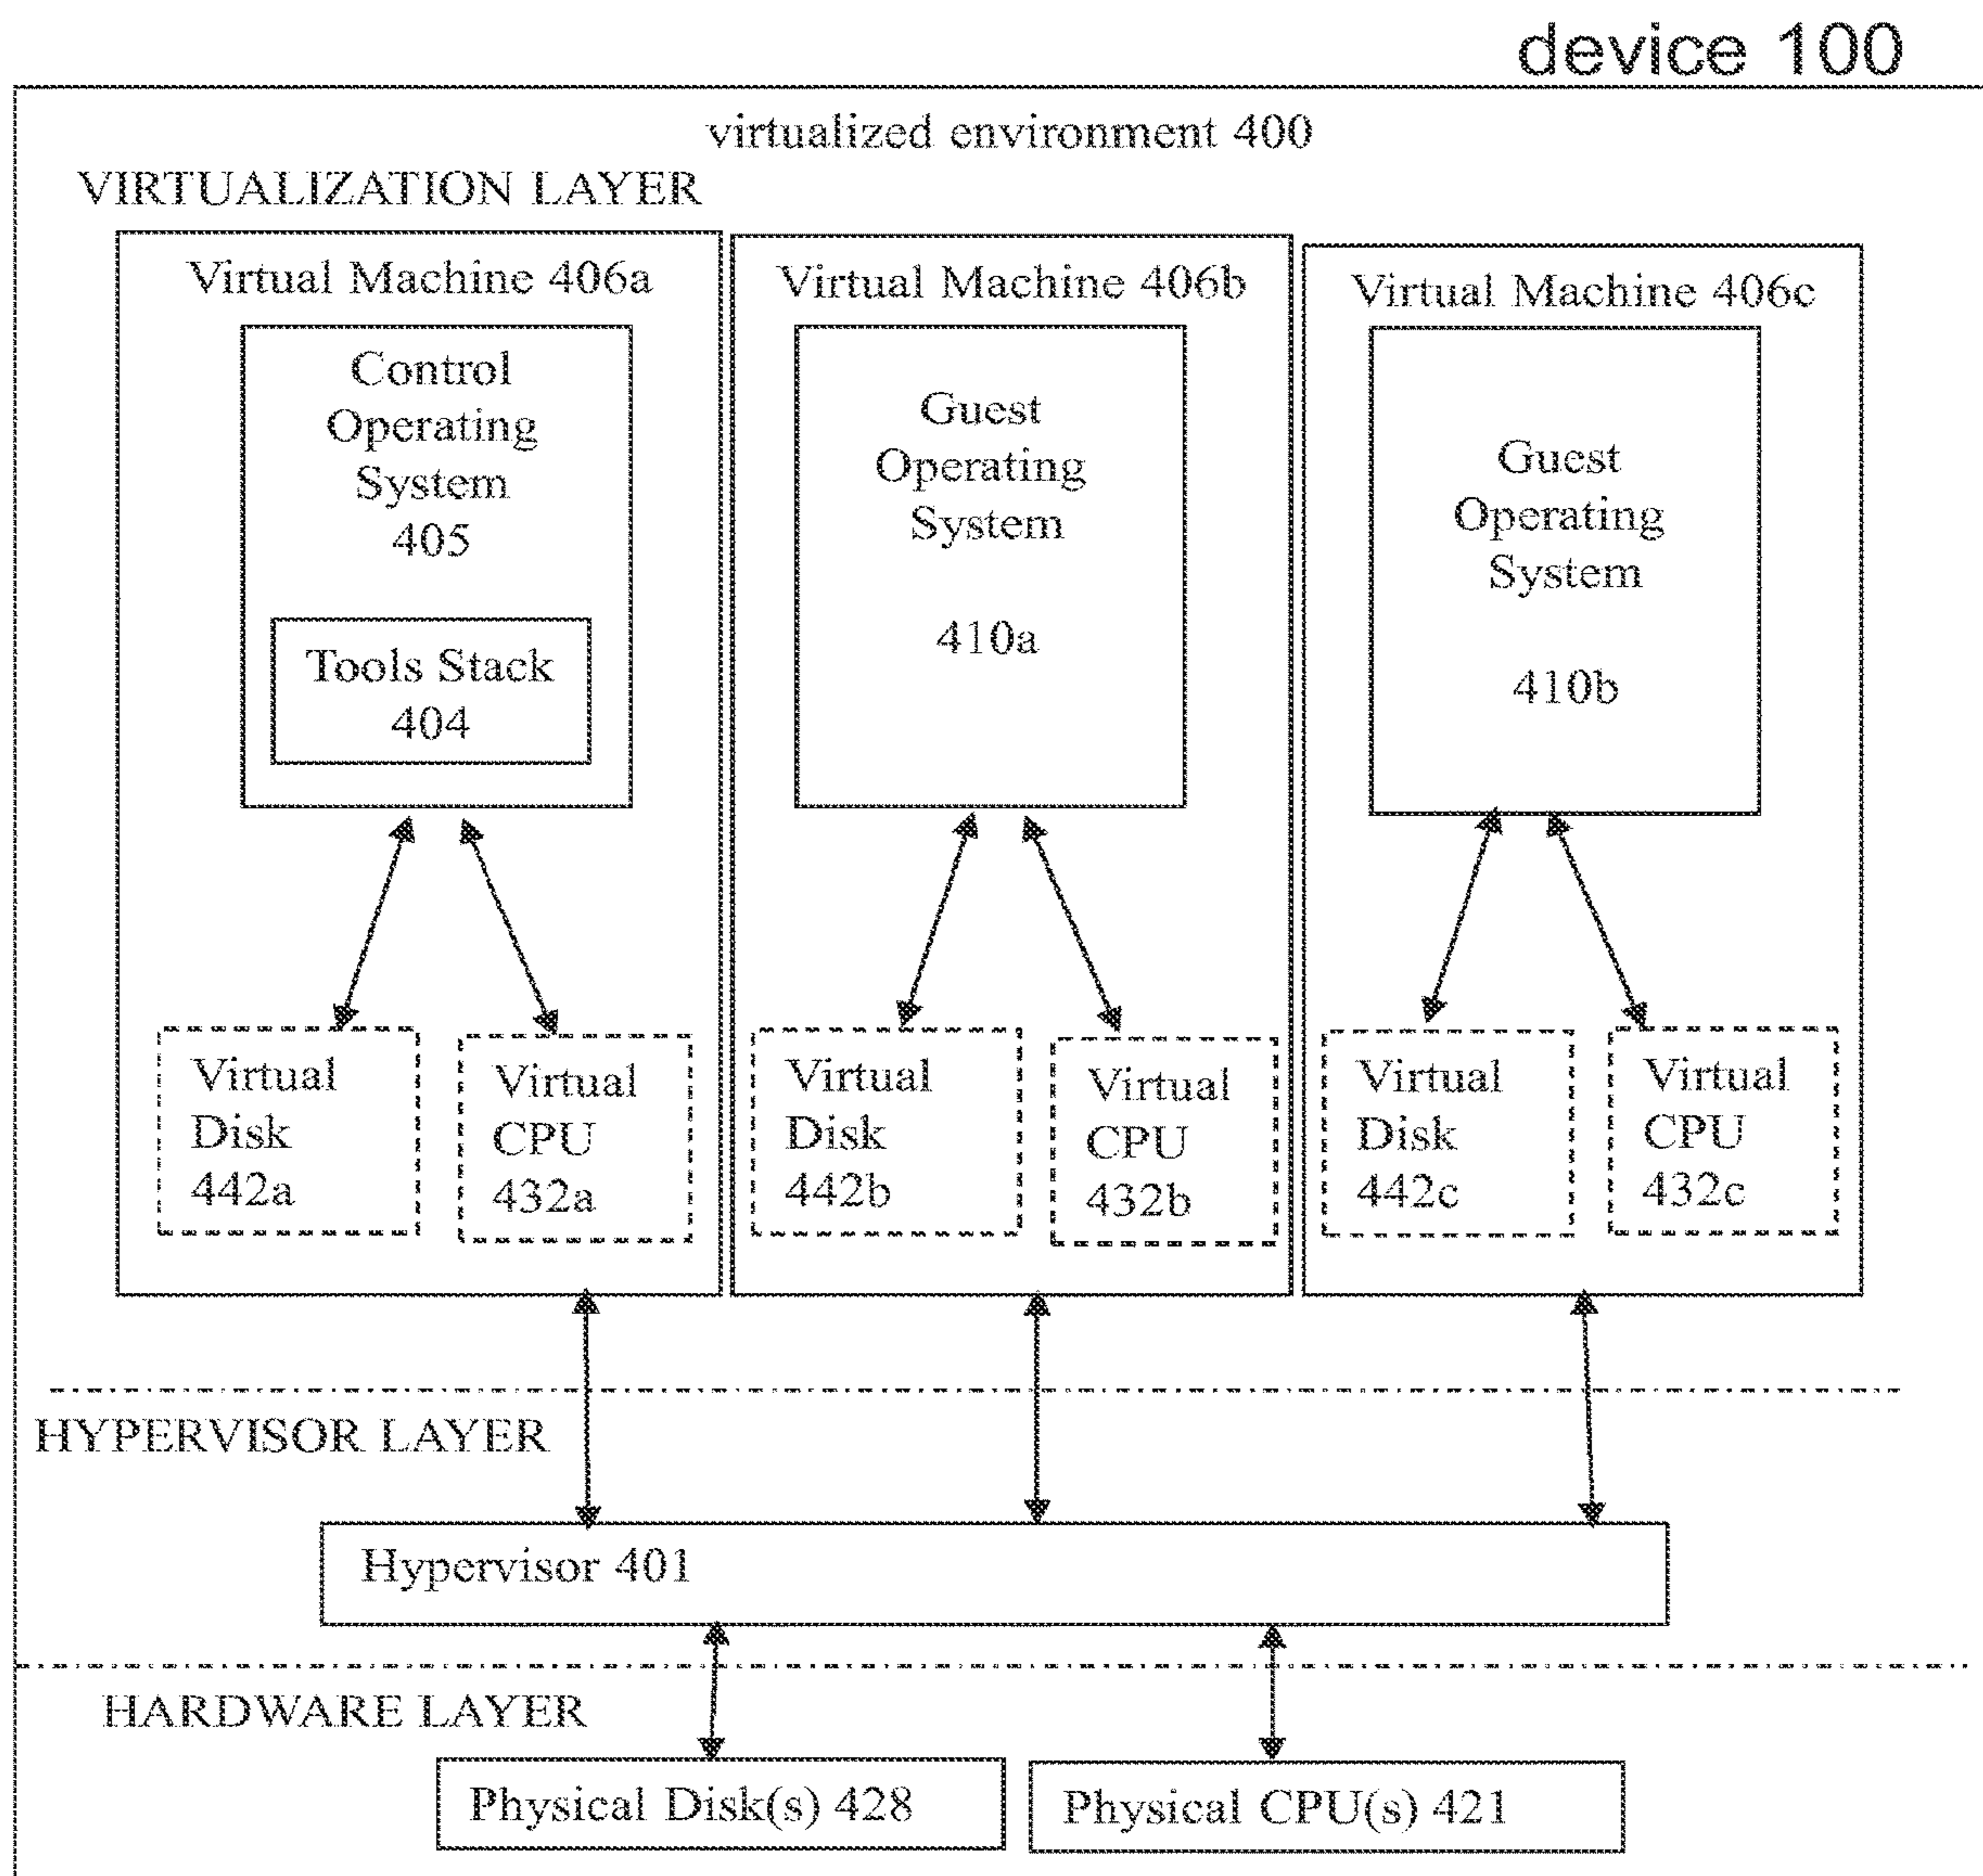 device 100
virtualized environment 400
VIRTUALIZATION LAYER
Virtual Machine 406a
Control
Operating
System
405
Tools Stack
404
Virtual
Disk
442a
Virtual
CPU
432a
Virtual Machine 406b
Guest
Operating
System
410a
Virtual
Disk
442b
Virtual
CPU
432b
Virtual Machine 406c
Guest
Operating
System
410b
Virtual
Disk
442c
Virtual
CPU
432c
HYPERVISOR LAYER
Hypervisor 401
HARDWARE LAYER
Physical Disk(s) 428
Physical CPU(s) 421